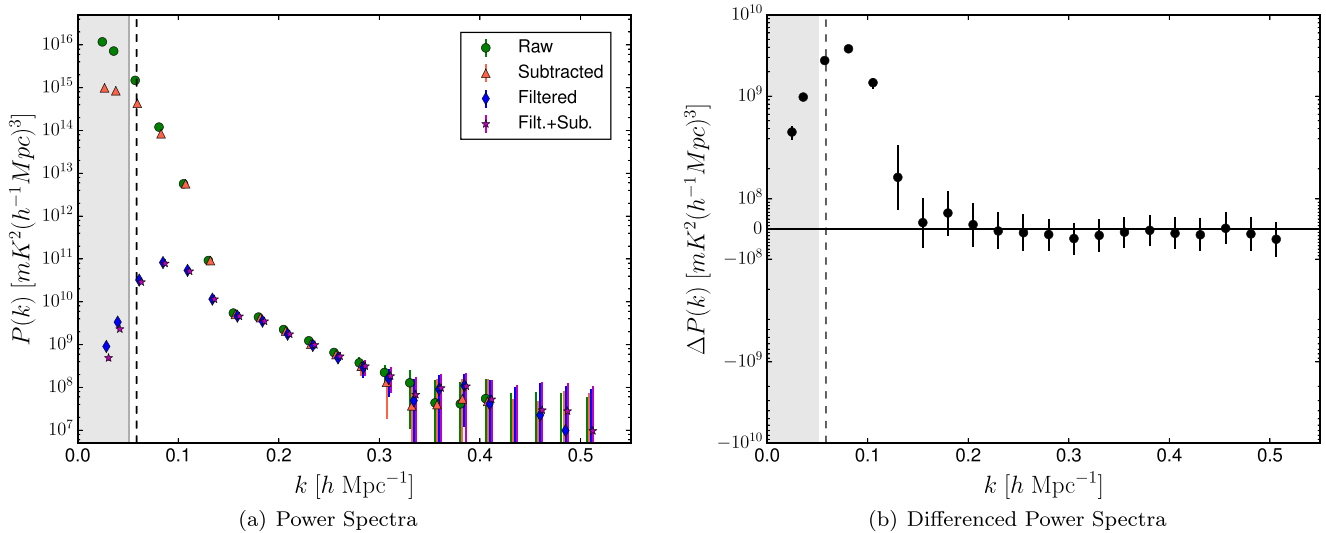 10^16
10^15
10^14
10^13
10^12
10^11
10^10
10^9
10^8
10^7
P(k) [mK^2(h^−1Mpc)^3]
0.0 0.1 0.2 0.3 0.4 0.5
k [h Mpc^−1]
Raw
Subtracted
Filtered
Filt.+Sub.
(a) Power Spectra
10^10
10^9
10^8
0
−10^8
−10^9
−10^10
ΔP(k) [mK^2(h^−1Mpc)^3]
0.0 0.1 0.2 0.3 0.4 0.5
k [h Mpc^−1]
(b) Differenced Power Spectra